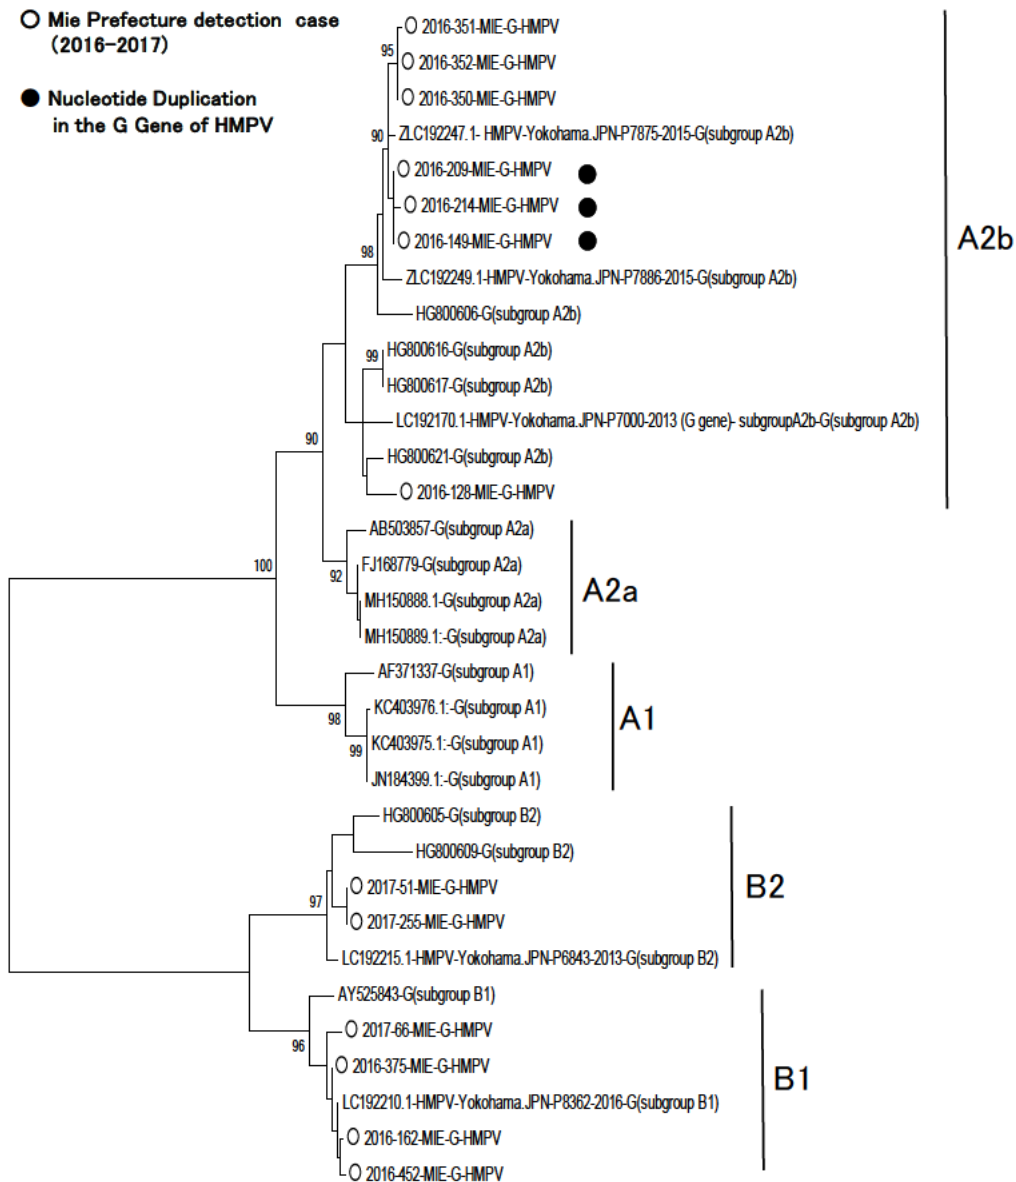 Mie Prefecture detection case
(2016-2017)
Nucleotide Duplication
in the G Gene of HMPV
2016-351-MIE-G-HMPV
95
2016-352-MIE-G-HMPV
2016-350-MIE-G-HMPV
90
ZLC192247.1- HMPV-Yokohama.JPN-P7875-2015-G(subgroup A2b)
2016-209-MIE-G-HMPV
2016-214-MIE-G-HMPV
2016-149-MIE-G-HMPV
A2b
98
ZLC192249.1-HMPV-Yokohama.JPN-P7886-2015-G(subgroup A2b)
HG800606-G(subgroup A2b)
99
HG800616-G(subgroup A2b)
HG800617-G(subgroup A2b)
LC192170.1-HMPV-Yokohama.JPN-P7000-2013 (G gene)- subgroupA2b-G(subgroup A2b)
90
HG800621-G(subgroup A2b)
2016-128-MIE-G-HMPV
AB503857-G(subgroup A2a)
100
FJ168779-G(subgroup A2a)
92
A2a
MH150888.1-G(subgroup A2a)
MH150889.1:-G(subgroup A2a)
AF371337-G(subgroup A1)
KC403976.1:-G(subgroup A1)
98
A1
KC403975.1:-G(subgroup A1)
99
JN184399.1:-G(subgroup A1)
HG800605-G(subgroup B2)
HG800609-G(subgroup B2)
2017-51-MIE-G-HMPV
B2
97
2017-255-MIE-G-HMPV
LC192215.1-HMPV-Yokohama.JPN-P6843-2013-G(subgroup B2)
AY525843-G(subgroup B1)
2017-66-MIE-G-HMPV
96
2016-375-MIE-G-HMPV
B1
LC192210.1-HMPV-Yokohama.JPN-P8362-2016-G(subgroup B1)
2016-162-MIE-G-HMPV
2016-452-MIE-G-HMPV